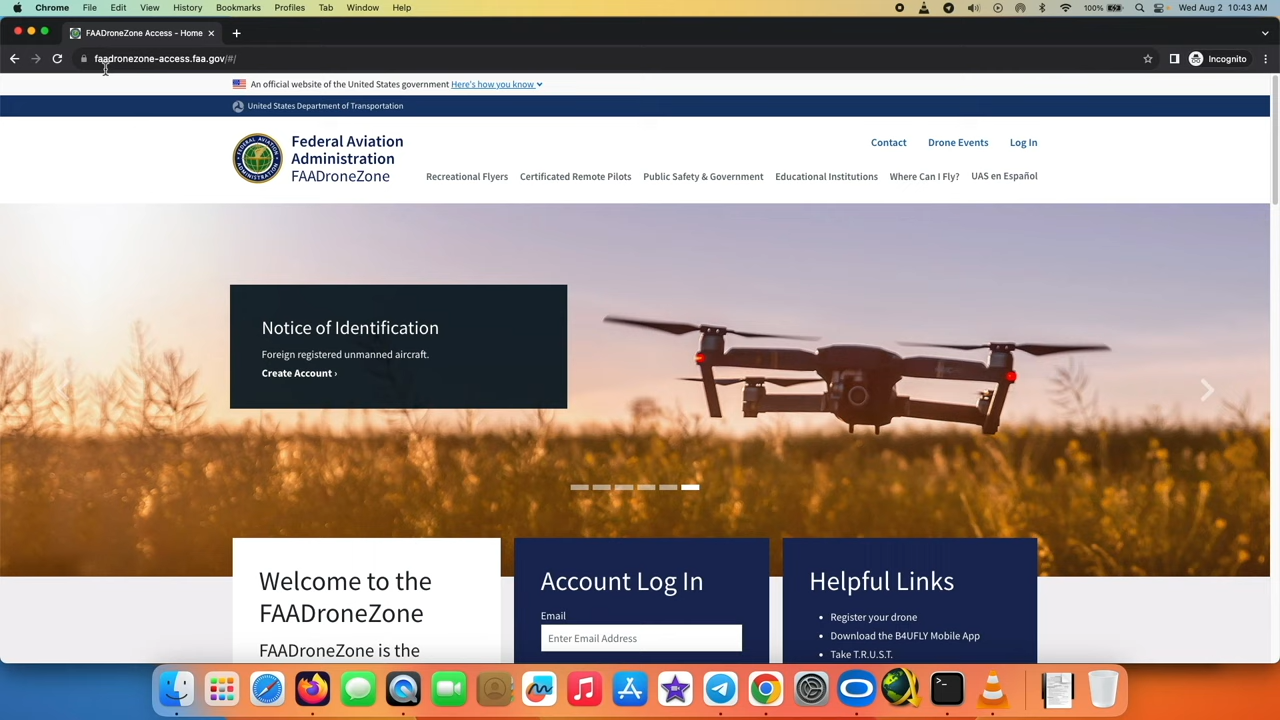 Chrome File Edit View History Bookmarks Profiles Tab Window Help 100% Wed Aug 2 10:43 AM
FAADroneZone Access - Home
faadronezone-access.faa.gov/#/ Incognito
An official website of the United States government Here's how you know
United States Department of Transportation
Federal Aviation
Administration
FAADroneZone
Contact Drone Events Log In
Recreational Flyers Certificated Remote Pilots Public Safety & Government Educational Institutions Where Can I Fly? UAS en Español
Notice of Identification
Foreign registered unmanned aircraft.
Create Account ›
Welcome to the
FAADroneZone
FAADroneZone is the
Account Log In
Email
Enter Email Address
Helpful Links
• Register your drone
• Download the B4UFLY Mobile App
• Take T.R.U.S.T.